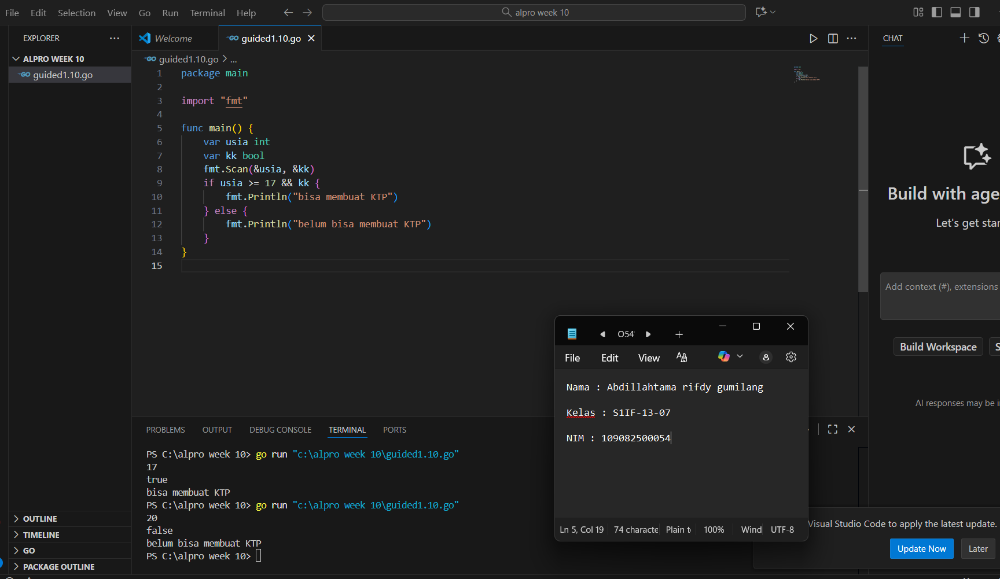 File Edit Selection View Go Run Terminal Help
alpro week 10
EXPLORER
ALPRO WEEK 10
guided1.10.go
Welcome
guided1.10.go
guided1.10.go > ...
1 package main
2
3 import "fmt"
4
5 func main() {
6 var usia int
7 var kk bool
8 fmt.Scan(&usia, &kk)
9 if usia >= 17 && kk {
10 fmt.Println("bisa membuat KTP")
11 } else {
12 fmt.Println("belum bisa membuat KTP")
13 }
14 }
15
CHAT
Build with age
Let's get star
Add context (#), extensions
Build Workspace
S
AI responses may be i
PROBLEMS OUTPUT DEBUG CONSOLE TERMINAL PORTS
PS C:\alpro week 10> go run "c:\alpro week 10\guided1.10.go"
17
true
bisa membuat KTP
PS C:\alpro week 10> go run "c:\alpro week 10\guided1.10.go"
20
false
belum bisa membuat KTP
PS C:\alpro week 10>
OUTLINE
TIMELINE
GO
PACKAGE OUTLINE
054
File Edit View
Nama : Abdillahtama rifdy gumilang
Kelas : S1IF-13-07
NIM : 109082500054
Ln 5, Col 19 74 characte Plain t 100% Wind UTF-8
Visual Studio Code to apply the latest update.
Update Now Later